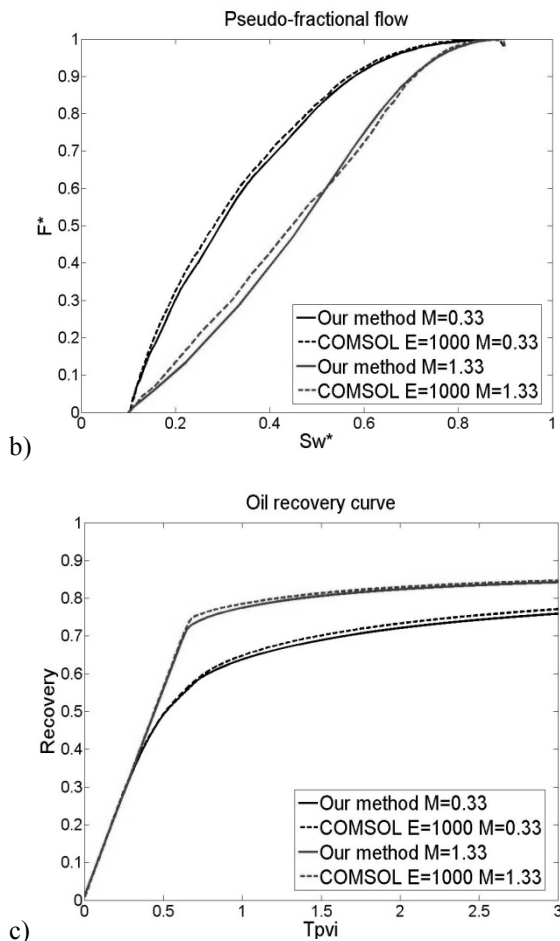 Pseudo-fractional flow
1
0.9
0.8
0.7
0.6
0.5
0.4
0.3
0.2
0.1
0
F*
Our method M=0.33
COMSOL E=1000 M=0.33
Our method M=1.33
COMSOL E=1000 M=1.33
0 0.2 0.4 0.6 0.8 1
Sw*
b)
Oil recovery curve
1
0.9
0.8
0.7
0.6
0.5
0.4
0.3
0.2
0.1
0
Recovery
Our method M=0.33
COMSOL E=1000 M=0.33
Our method M=1.33
COMSOL E=1000 M=1.33
0 0.5 1 1.5 2 2.5 3
Tpvi
c)